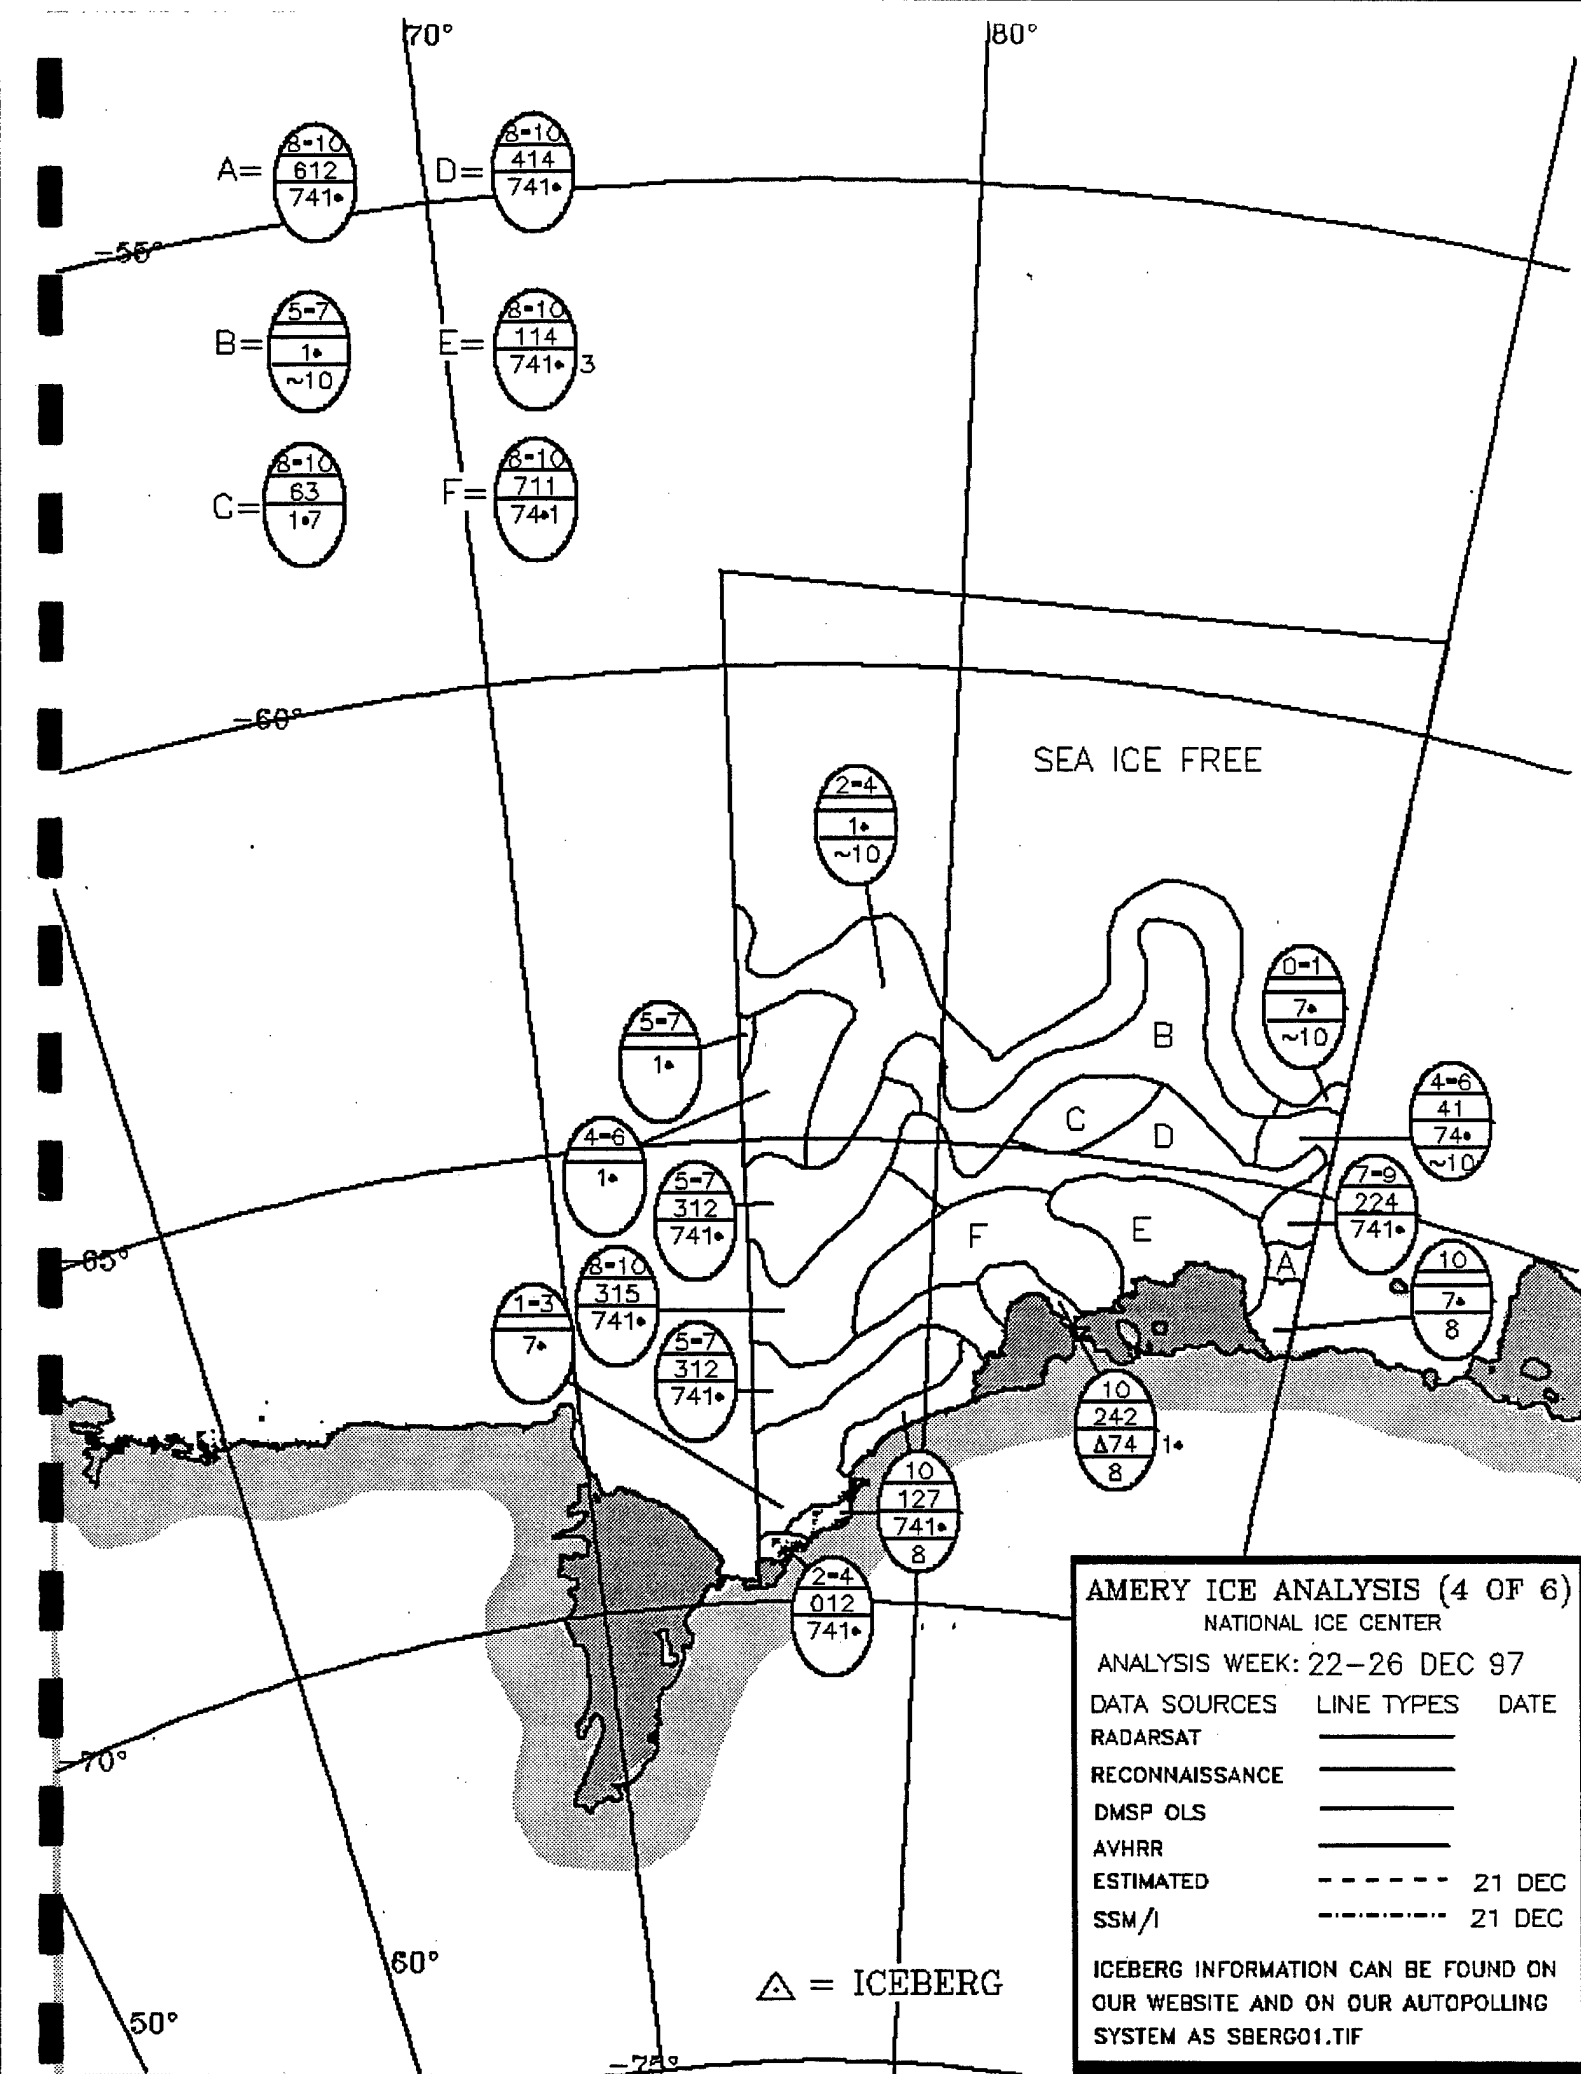 70°
80°
A=
8-10
612
741•
D=
8-10
414
741•
-55°
B=
5-7
1•
~10
E=
8-10
114
741•
3
C=
8-10
63
1•7
F=
8-10
711
74•1
-60°
SEA ICE FREE
2-4
1•
~10
0-1
7•
~10
5-7
1•
B
4-6
41
74•
~10
4-6
1•
C
D
5-7
312
741•
7-9
224
741•
F
E
A
-65°
8-10
315
741•
10
7•
8
1-3
7•
5-7
312
741•
10
242
Δ74
8
1•
10
127
741•
8
2-4
012
741•
-70°
60°
50°
-75°
△ = ICEBERG
AMERY ICE ANALYSIS (4 OF 6)
NATIONAL ICE CENTER
ANALYSIS WEEK: 22-26 DEC 97
DATA SOURCES LINE TYPES DATE
RADARSAT
RECONNAISSANCE
DMSP OLS
AVHRR
ESTIMATED 21 DEC
SSM/I 21 DEC
ICEBERG INFORMATION CAN BE FOUND ON
OUR WEBSITE AND ON OUR AUTOPOLLING
SYSTEM AS SBERG01.TIF